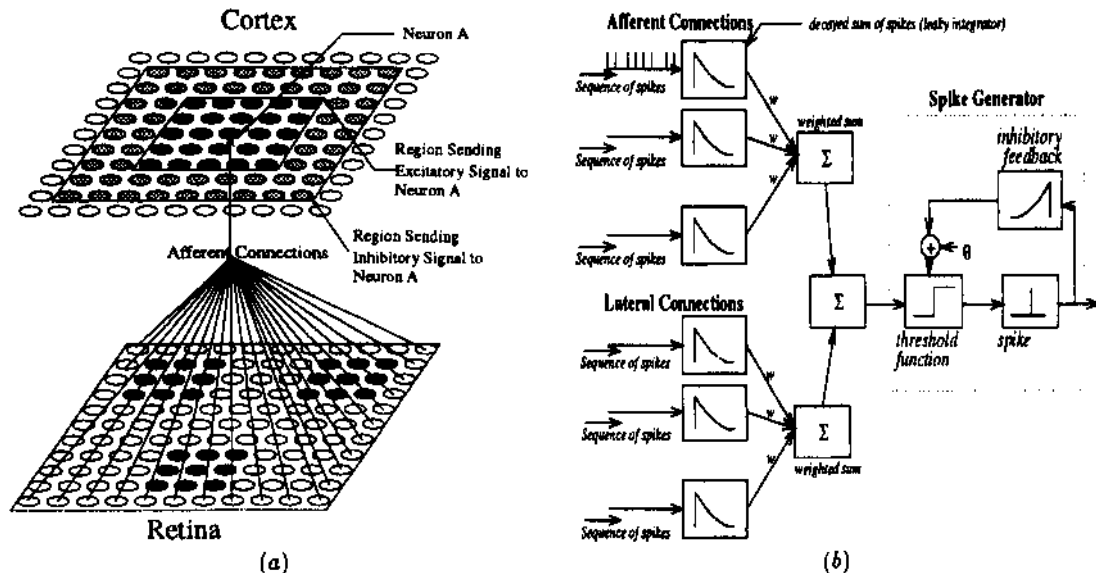 Cortex
Neuron A
Region Sending
Excitatory Signal to
Neuron A
Region Sending
Inhibitory Signal to
Neuron A
Afferent Connections
Retina
(a)
Afferent Connections
decayed sum of spikes (leaky integrator)
Sequence of spikes
w
weighted sum
Spike Generator
Sequence of spikes
w
Σ
inhibitory
feedback
w
Sequence of spikes
+
θ
Lateral Connections
Σ
threshold
function
spike
Sequence of spikes
w
Sequence of spikes
w
Σ
w
weighted sum
Sequence of spikes
(b)